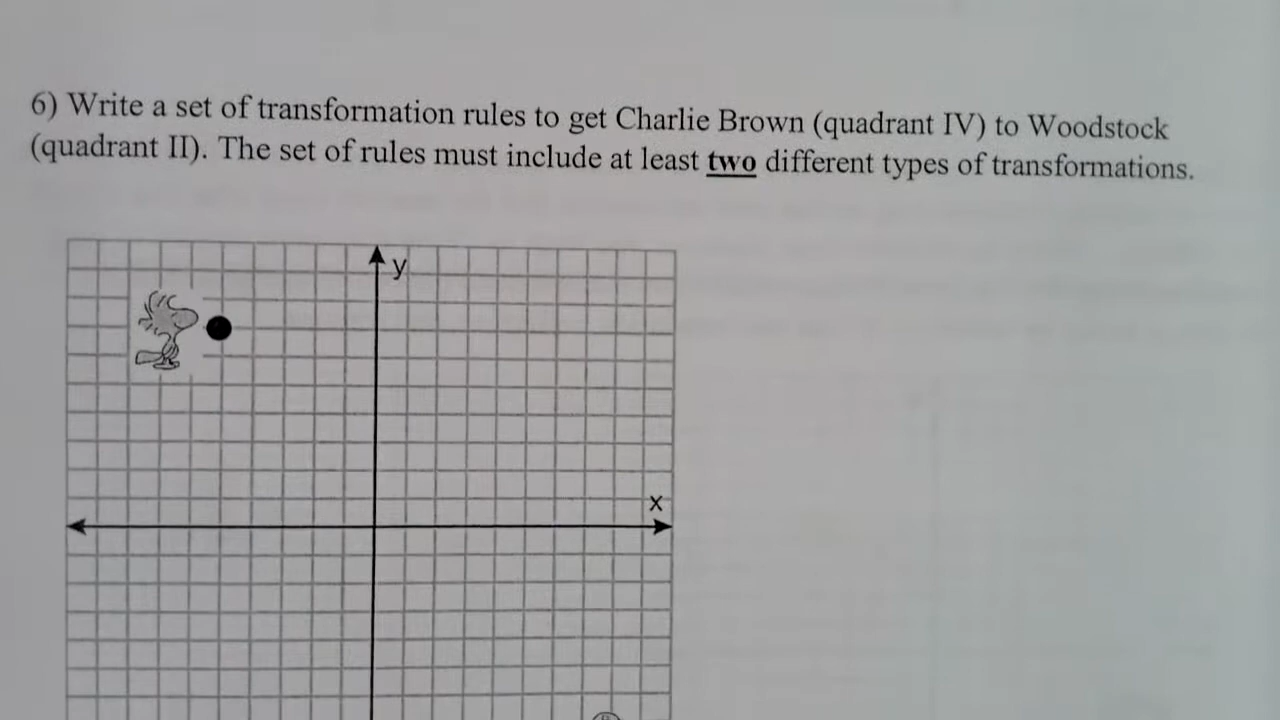 6) Write a set of transformation rules to get Charlie Brown (quadrant IV) to Woodstock
(quadrant II). The set of rules must include at least two different types of transformations.
y
x